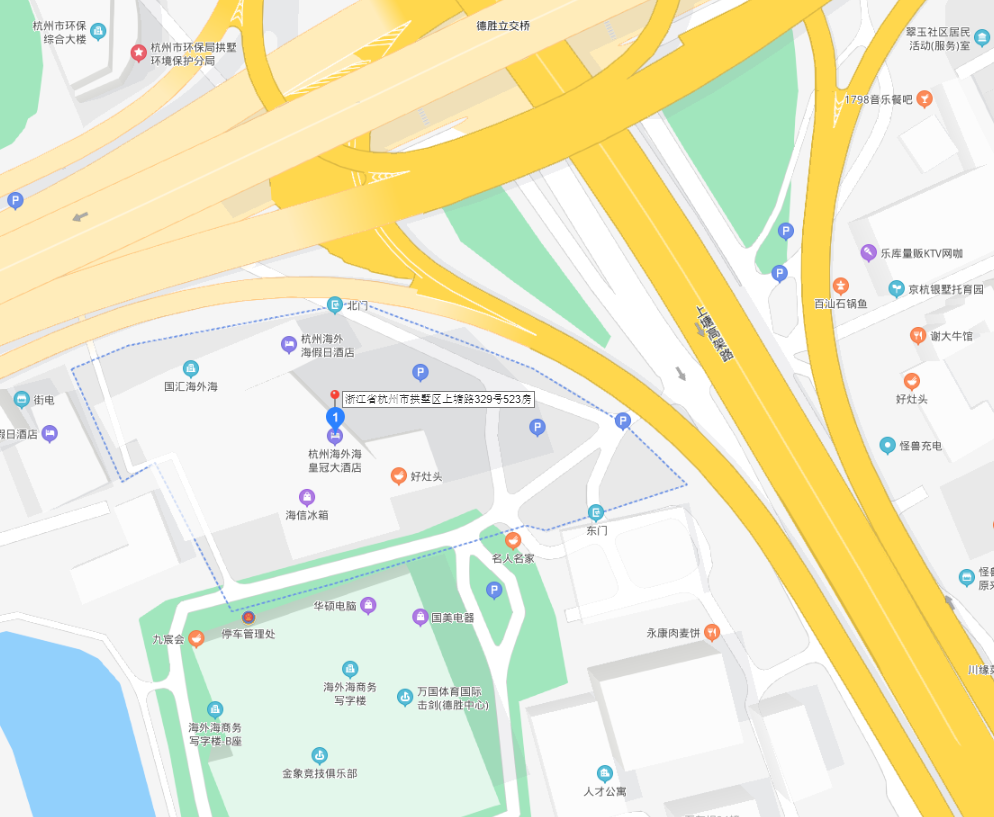 杭州市环保
综合大楼
杭州市环保局拱墅
环境保护分局
德胜立交桥
翠玉社区居民
活动(服务)室
1798音乐餐吧
P
P
乐库量贩KTV网咖
P
京杭银墅托育园
百汕石锅鱼
北门
上塘高架路
杭州海外
海假日酒店
谢大牛馆
国汇海外海
P
好灶头
街电
浙江省杭州市拱墅区上塘路329号523房
1
P
P
假日酒店
杭州海外海
皇冠大酒店
怪兽充电
好灶头
海信冰箱
东门
名人名家
P
华硕电脑
国美电器
停车管理处
九宸会
永康肉麦饼
川缘
海外海商务
写字楼
万国体育国际
击剑(德胜中心)
海外海商务
写字楼-B座
金象竞技俱乐部
人才公寓